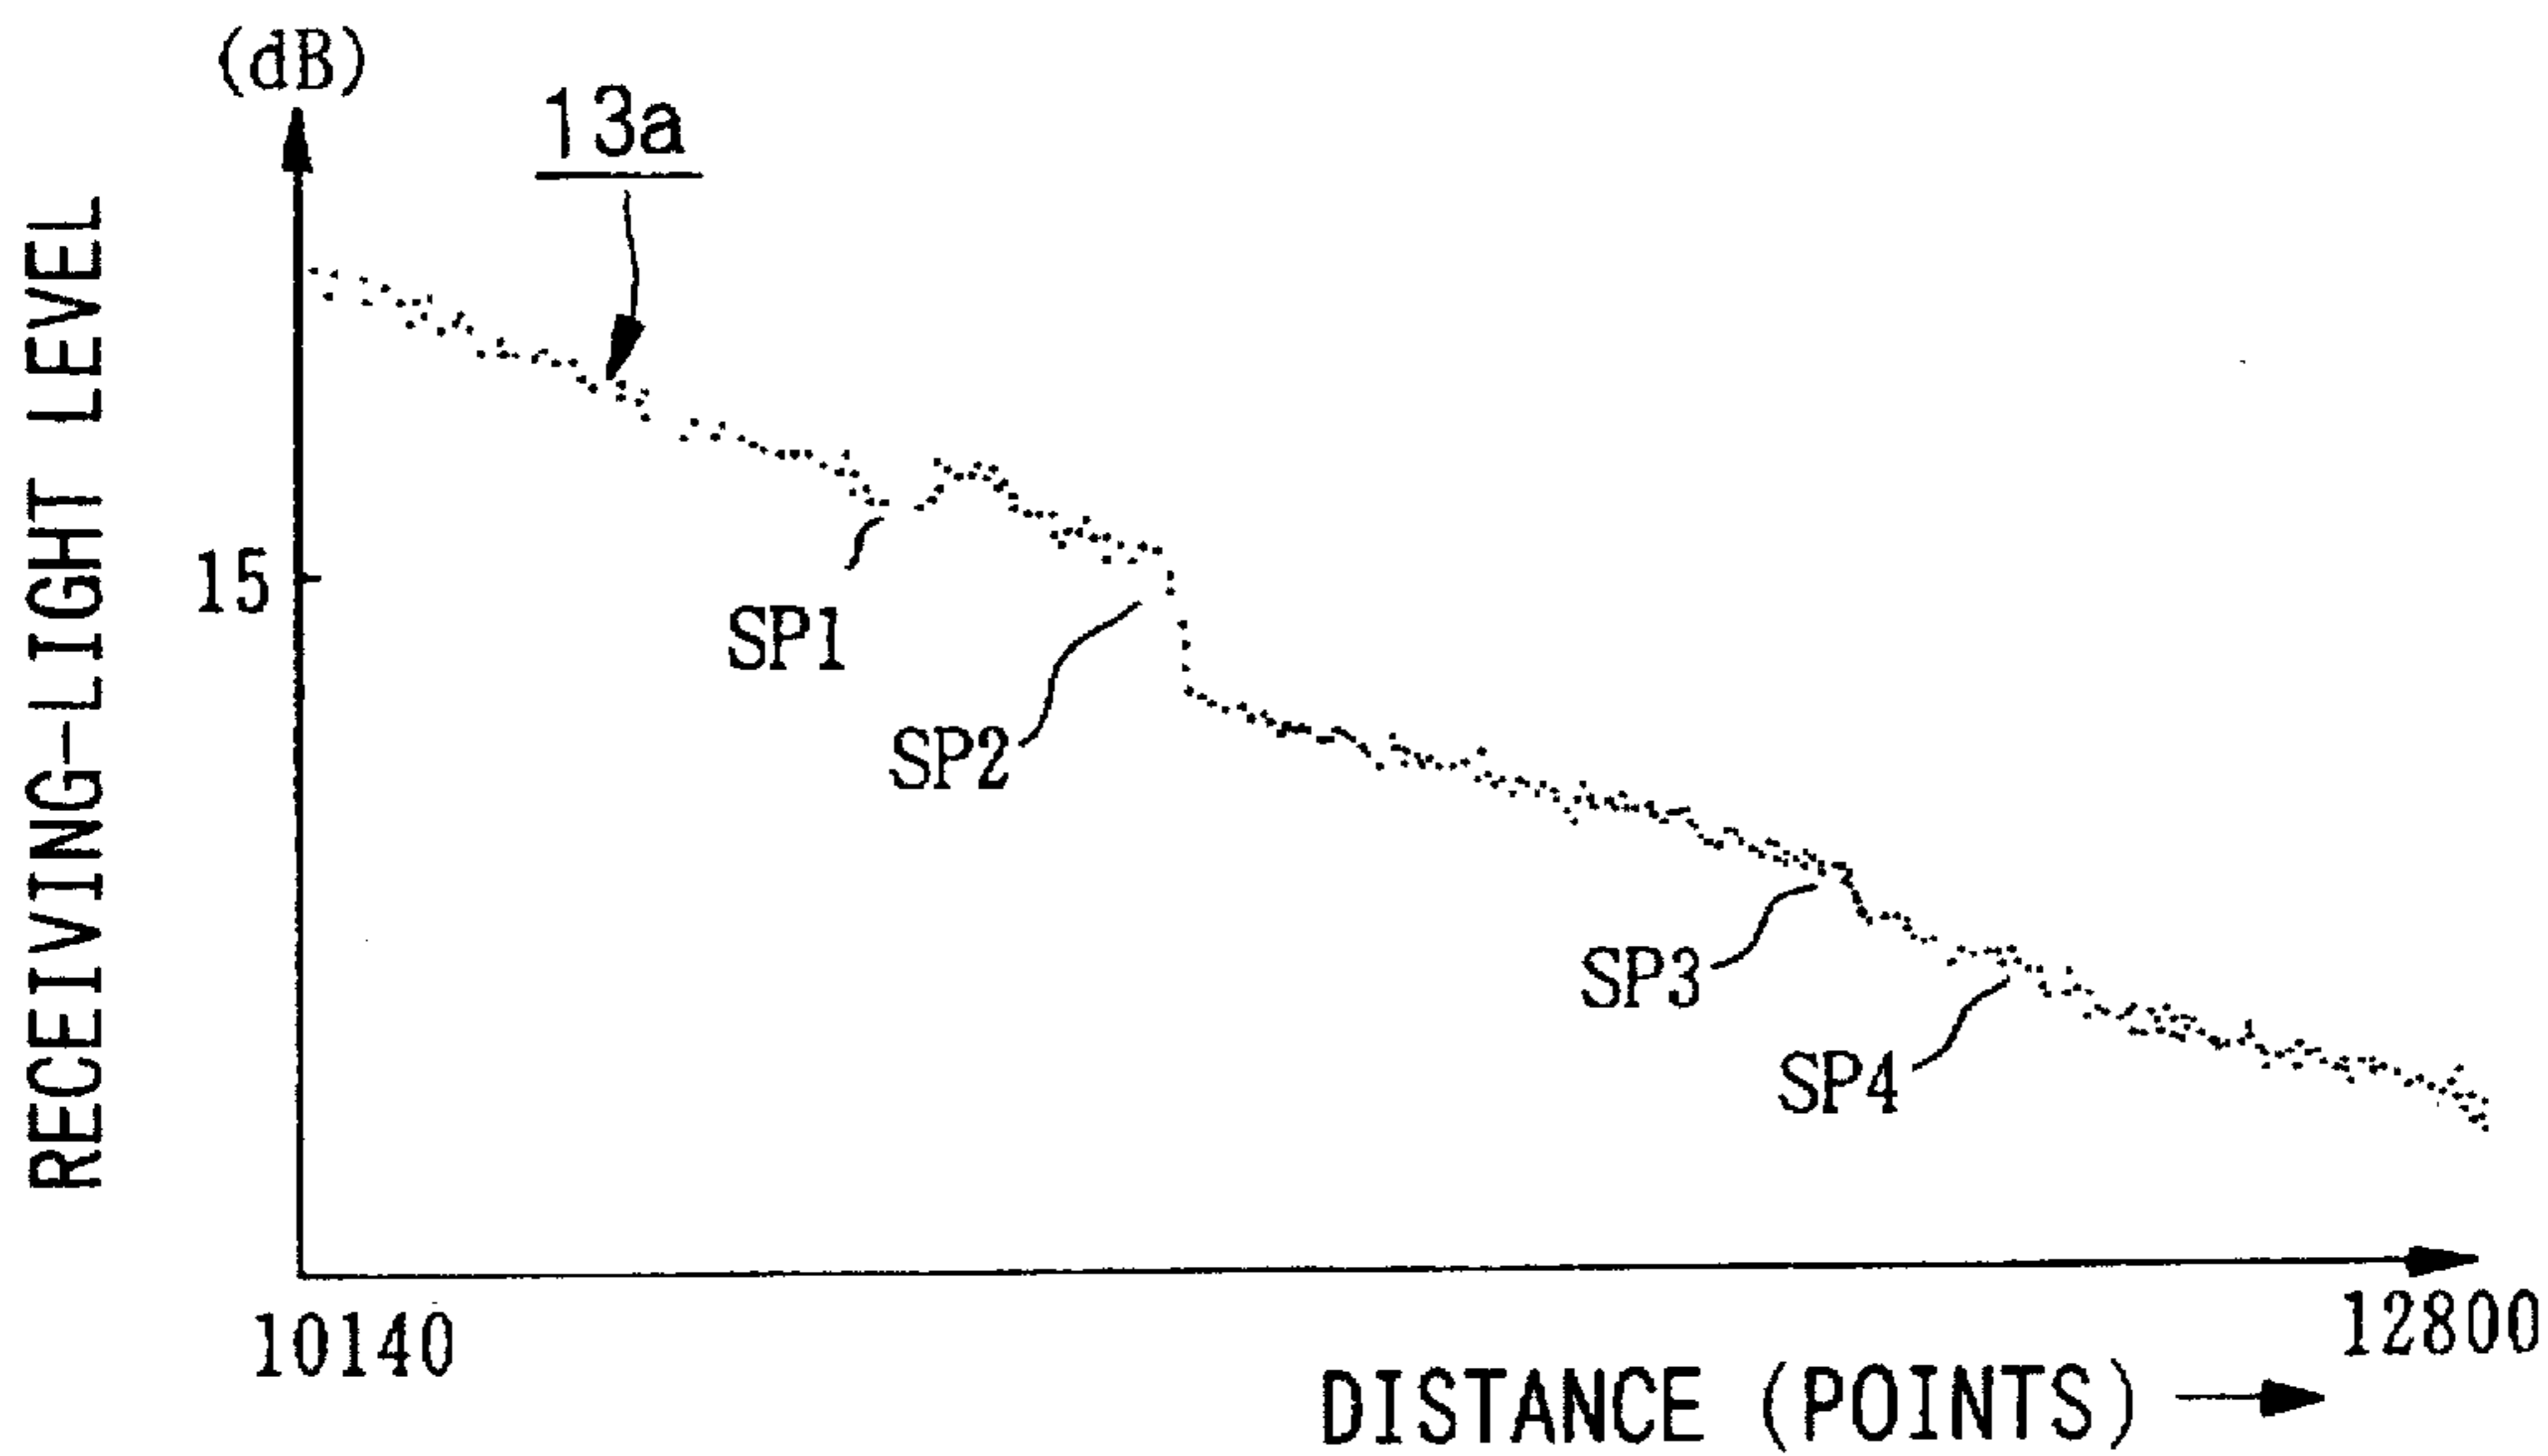 (dB)
13a
RECEIVING-LIGHT LEVEL
15
SP1
SP2
SP3
SP4
10140
12800
DISTANCE (POINTS)